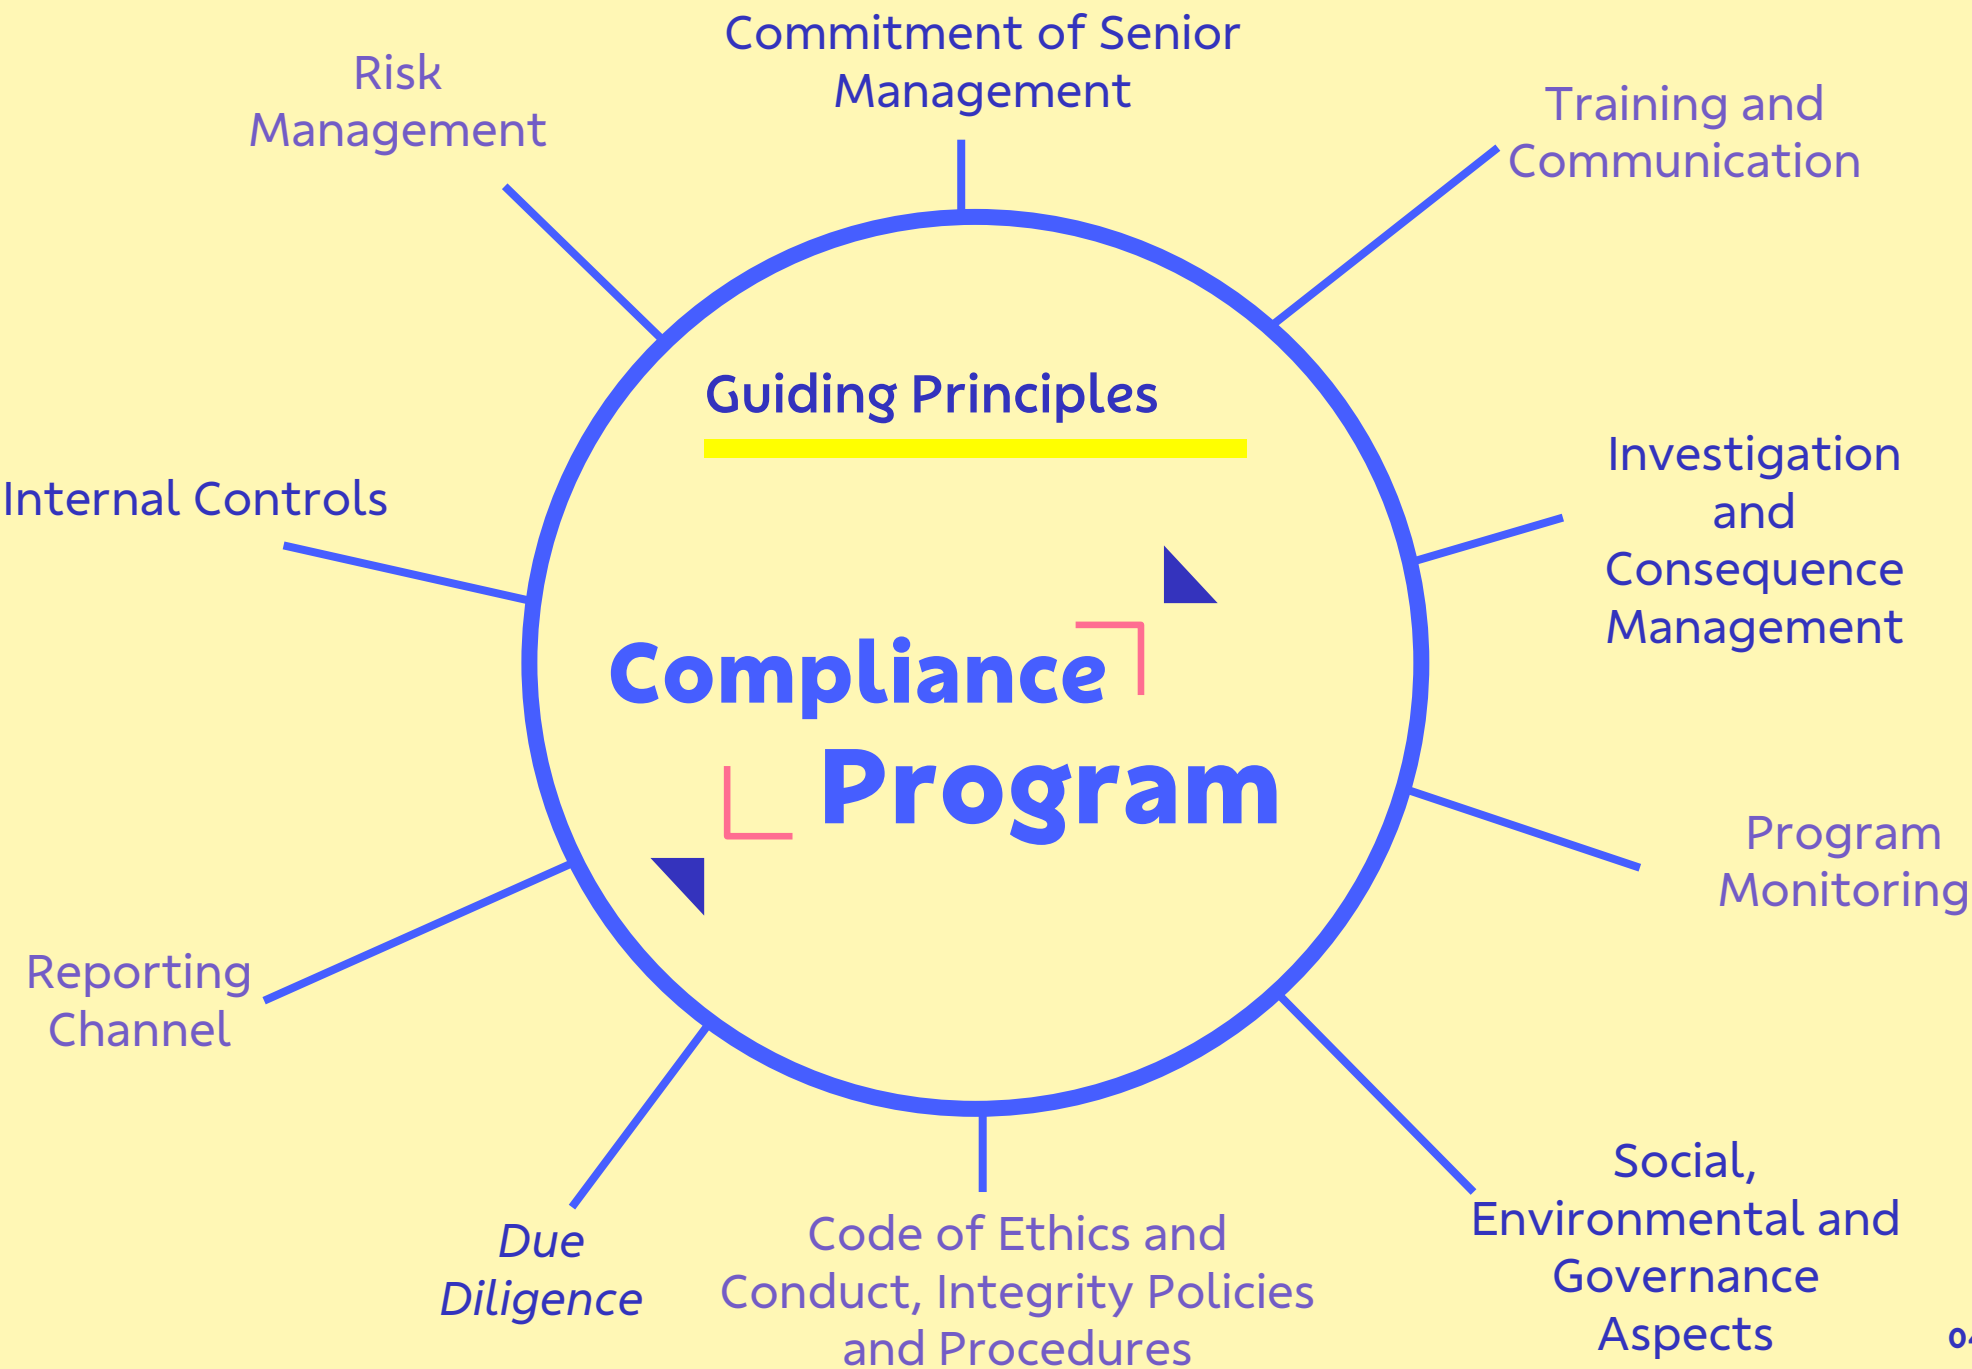 Commitment of Senior
Management
Risk
Management
Training and
Communication
Guiding Principles
Internal Controls
Investigation
and
Consequence
Management
Compliance
Program
Program
Monitoring
Reporting
Channel
Due
Diligence
Code of Ethics and
Conduct, Integrity Policies
and Procedures
Social,
Environmental and
Governance
Aspects